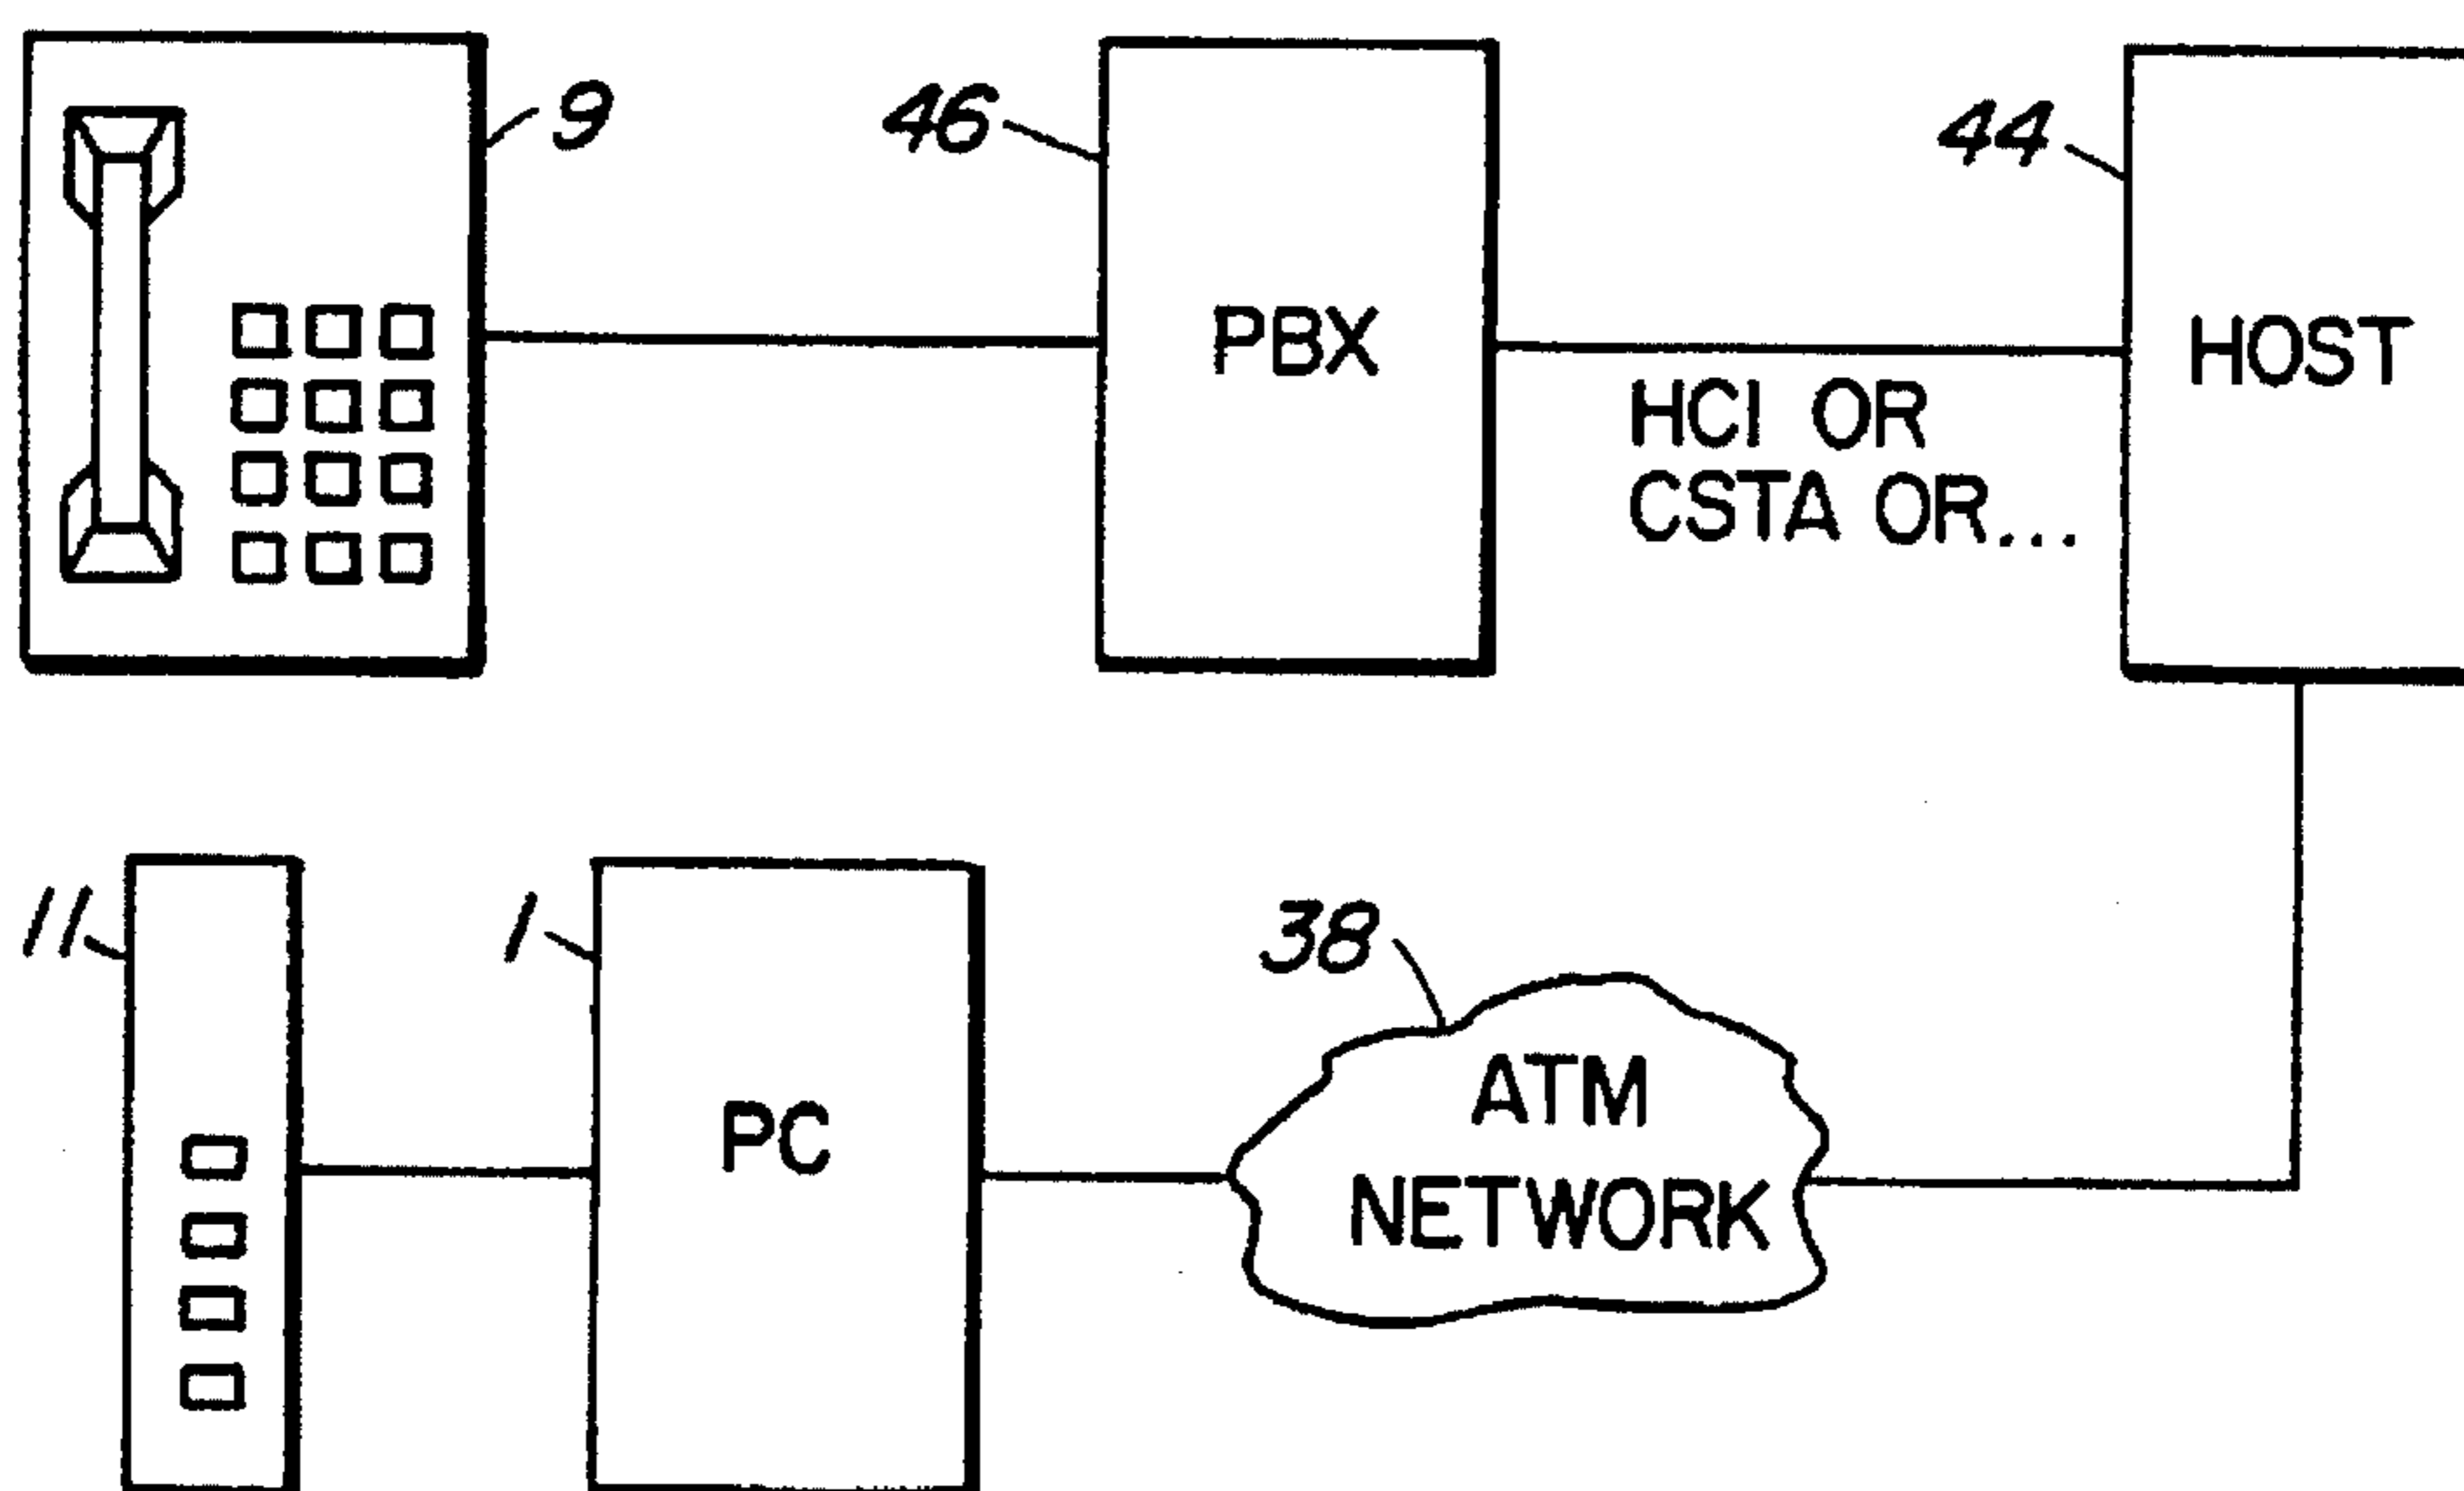 9
46
44
PBX
HOST
HCI OR
CSTA OR...
11
1
38
PC
ATM
NETWORK